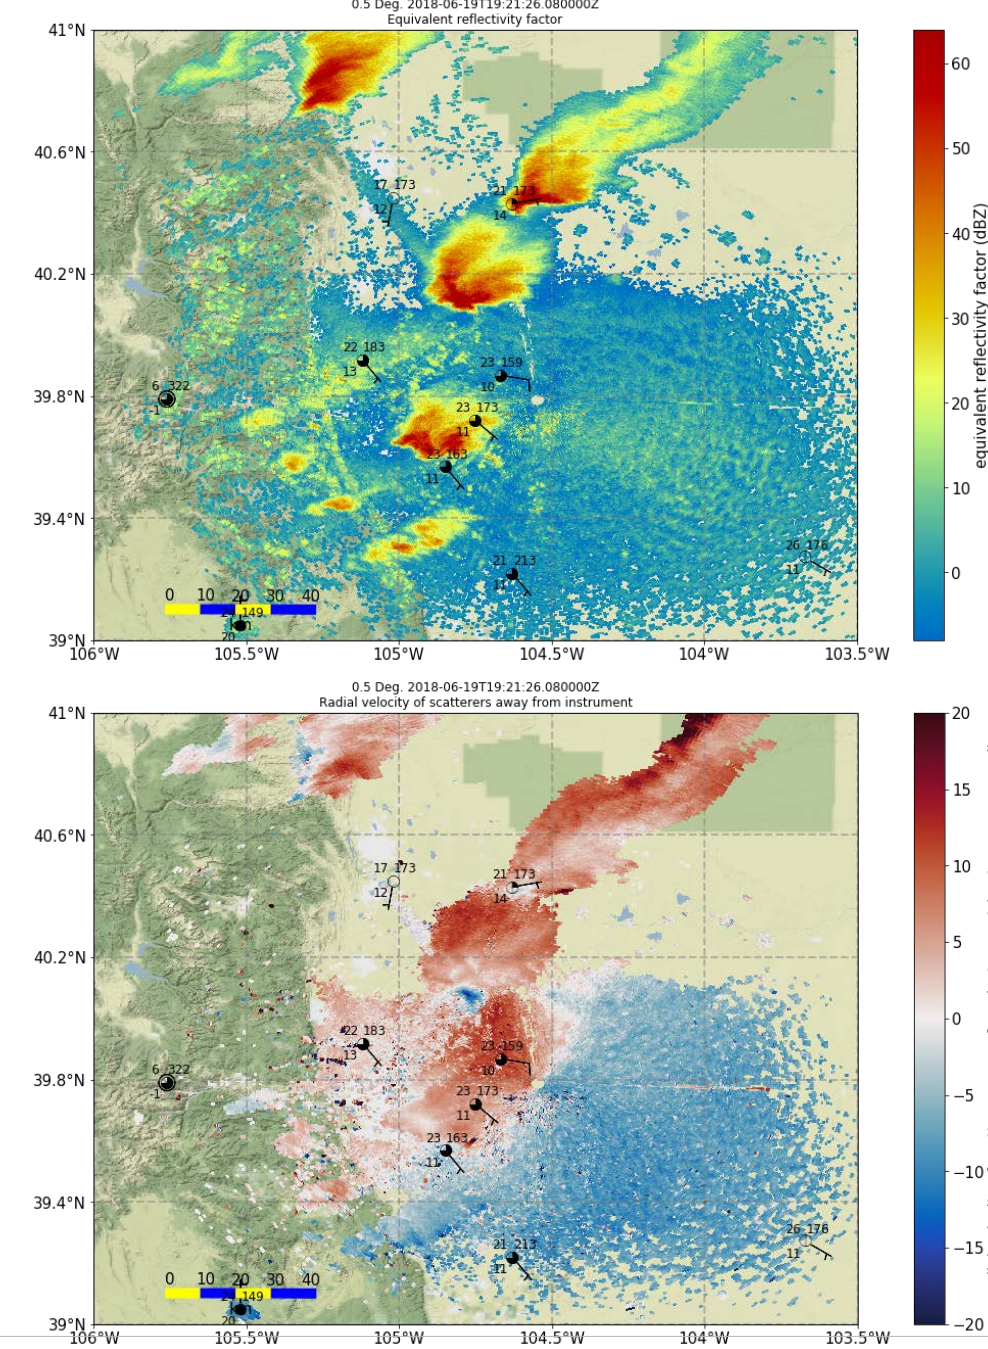 0.5 Deg. 2018-06-19T19:21:26.080000Z
Equivalent reflectivity factor
41°N
40.6°N
40.2°N
39.8°N
39.4°N
39°N
17 173
12
21 173
14
22 183
13
23 159
10
6 322
-1
23 173
11
23 163
11
21 213
11
26 176
11
0 10 20 30 40
149
20
106°W 105.5°W 105°W 104.5°W 104°W 103.5°W
60
50
40
30
20
10
0
equivalent reflectivity factor (dBZ)
0.5 Deg. 2018-06-19T19:21:26.080000Z
Radial velocity of scatterers away from instrument
41°N
40.6°N
40.2°N
39.8°N
39.4°N
39°N
17 173
12
21 173
14
22 183
13
23 159
10
6 322
-1
23 173
11
23 163
11
21 213
11
26 176
11
0 10 20 30 40
149
20
106°W 105.5°W 105°W 104.5°W 104°W 103.5°W
20
15
10
5
0
−5
−10
−15
−20